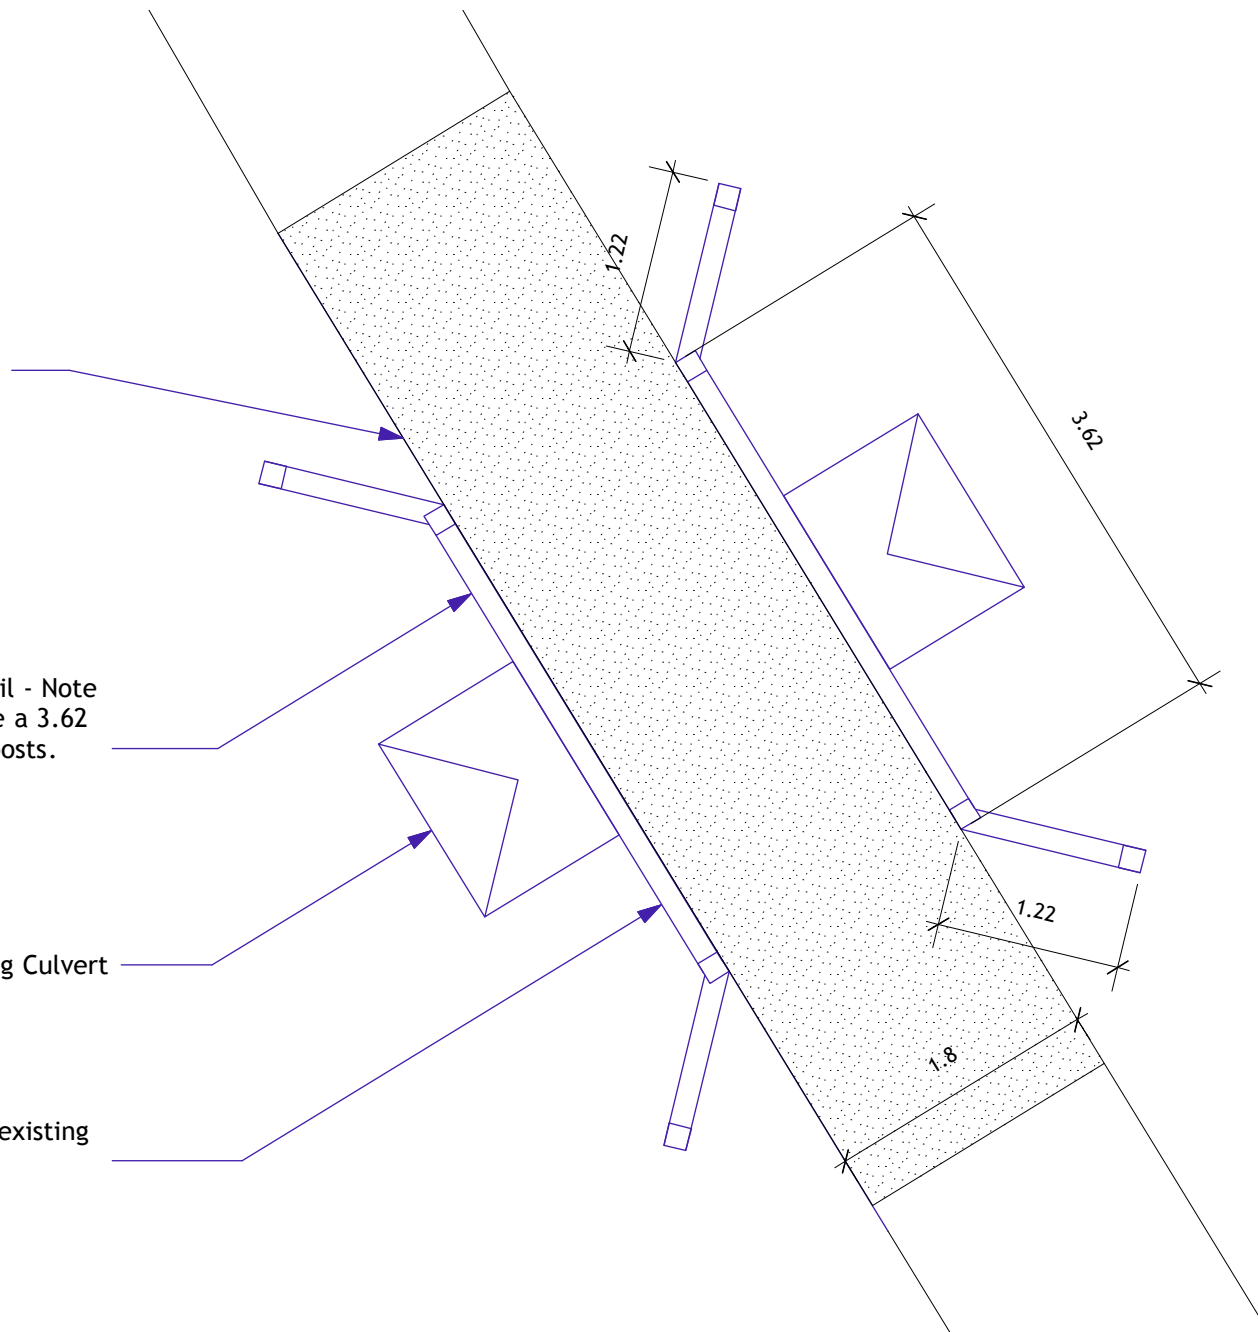 1.22
3.62
il - Note
e a 3.62
osts.
1.22
g Culvert
1.8
existing